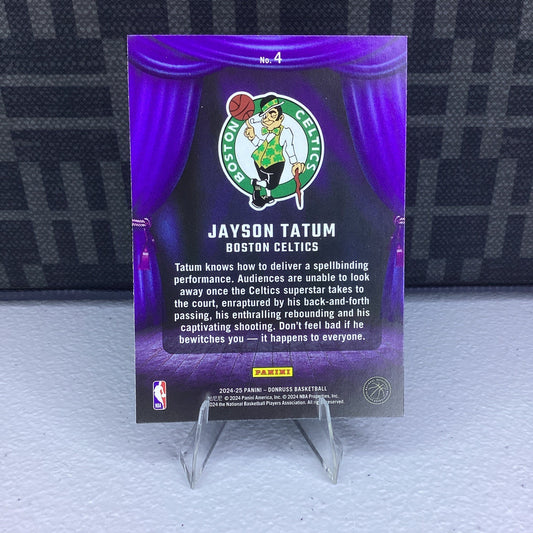 No. 4
BOSTON CELTICS
JAYSON TATUM
BOSTON CELTICS
Tatum knows how to deliver a spellbinding
performance. Audiences are unable to look
away once the Celtics superstar takes to
the court, enraptured by his back-and-forth
passing, his enthralling rebounding and his
captivating shooting. Don't feel bad if he
bewitches you — it happens to everyone.
PANINI
2024-25 PANINI – DONRUSS BASKETBALL
© 2024 Panini America, Inc. © 2024 NBA Properties, Inc.
2024 the National Basketball Players Association. All rights reserved.
NBA